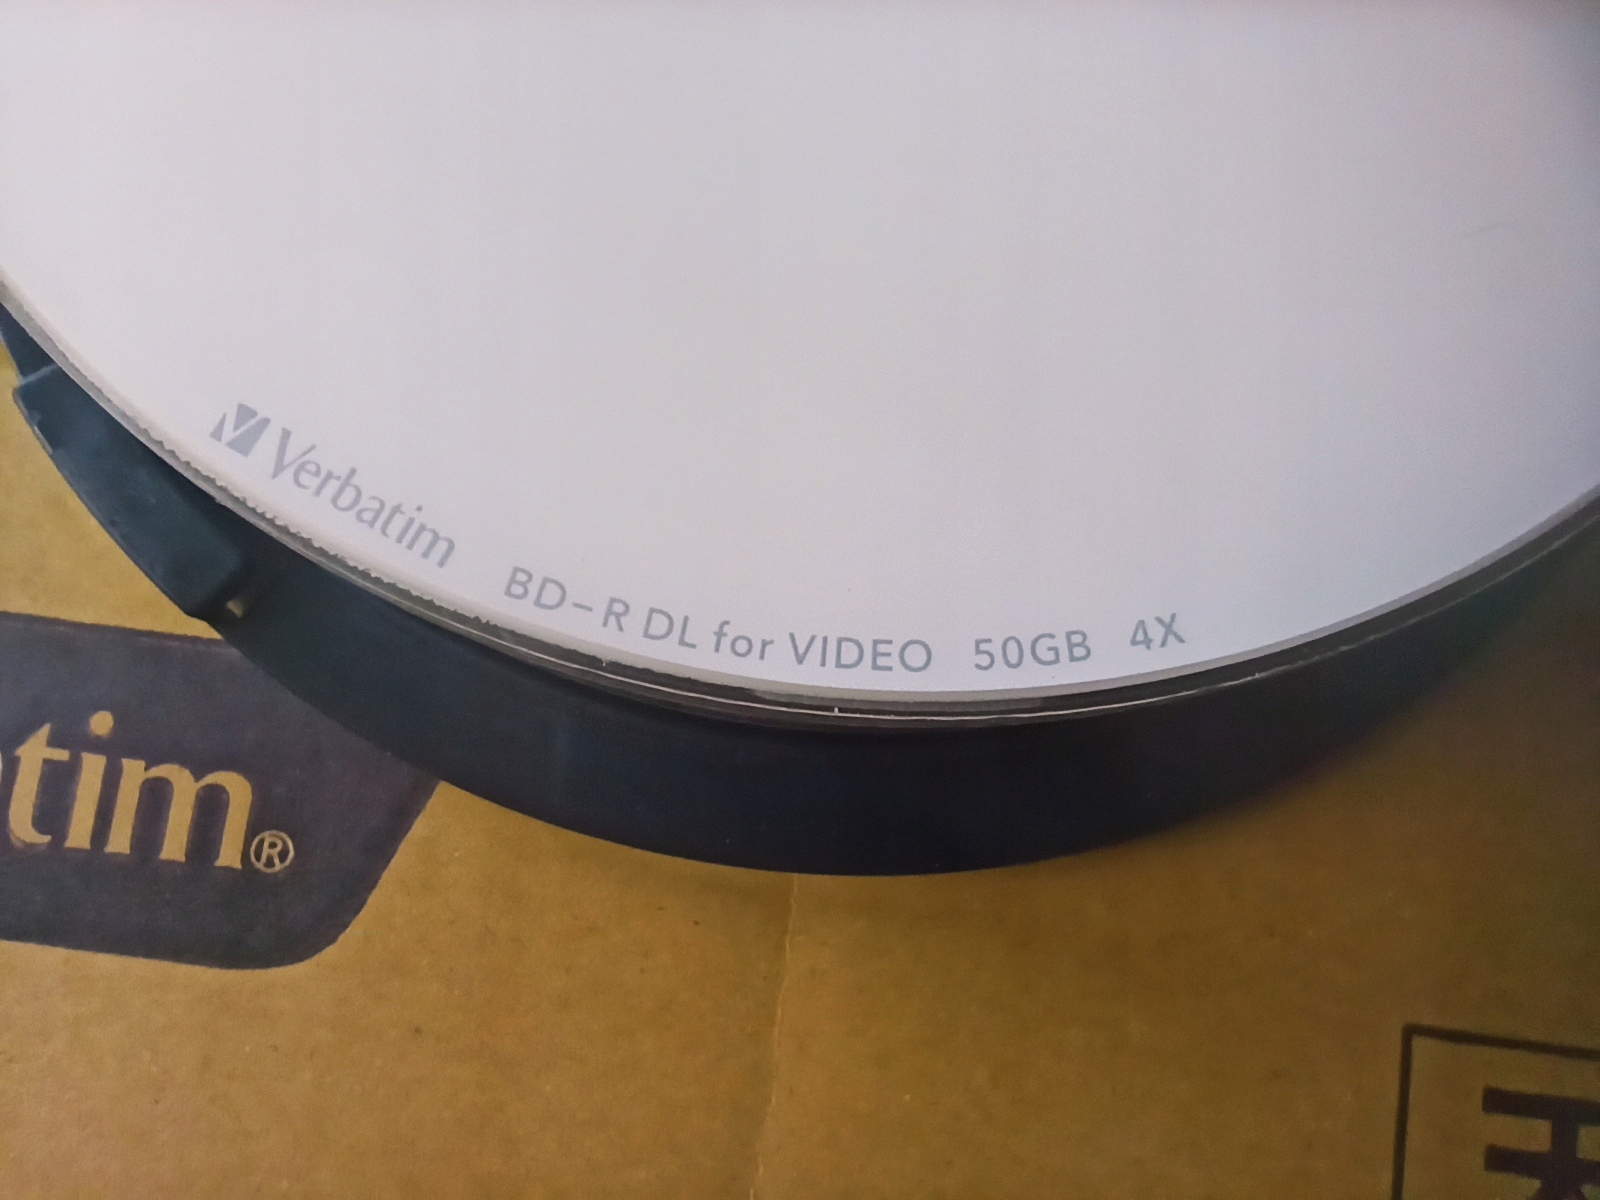 Verbatim BD-R DL for VIDEO 50GB 4X
tim®